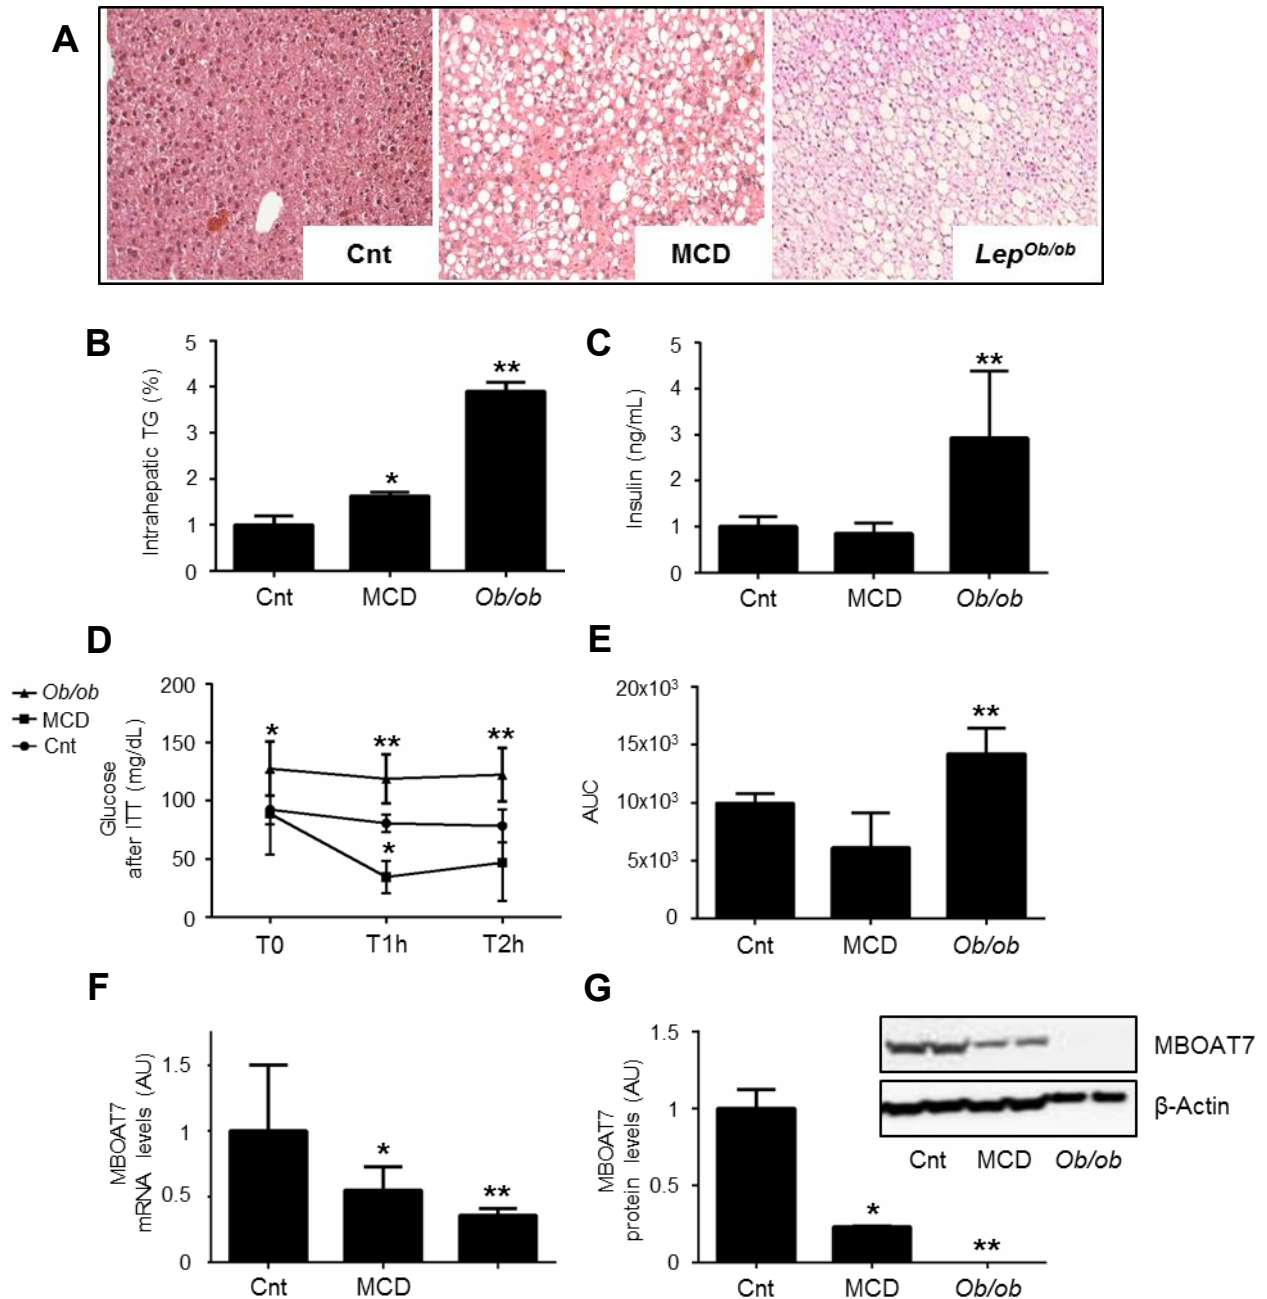 A
Cnt
MCD
LepOb/ob
B
Intrahepatic TG (%)
5
4
3
2
1
0
*
**
Cnt
MCD
Ob/ob
C
Insulin (ng/mL)
5
4
3
2
1
0
**
Cnt
MCD
Ob/ob
D
Ob/ob
MCD
Cnt
Glucose
after ITT (mg/dL)
200
150
100
50
0
*
**
**
*
T0
T1h
T2h
E
AUC
20x10³
15x10³
10x10³
5x10³
0
**
Cnt
MCD
Ob/ob
F
MBOAT7
mRNA levels (AU)
1.5
1
0.5
0
*
**
Cnt
MCD
G
MBOAT7
protein levels (AU)
1.5
1
0.5
0
*
**
Cnt
MCD
Ob/ob
MBOAT7
β-Actin
Cnt
MCD
Ob/ob